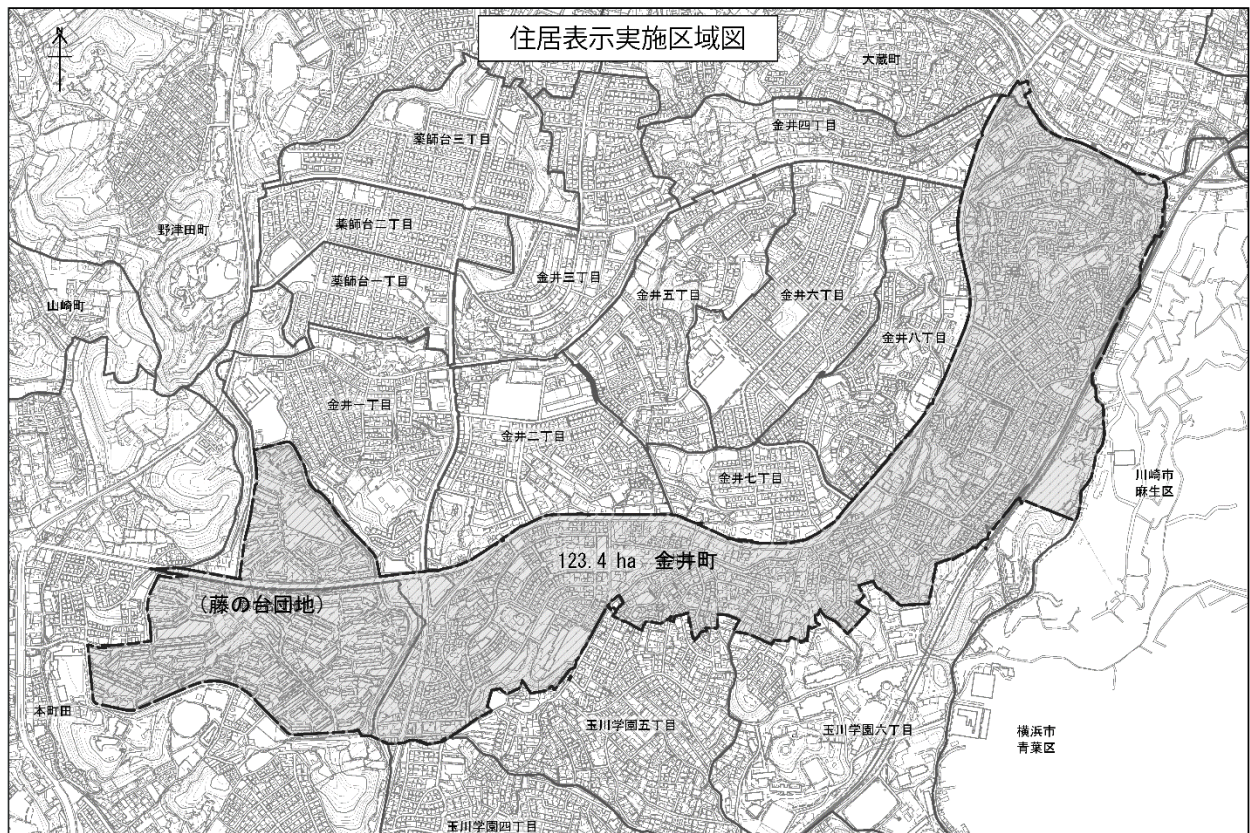 住居表示実施区域図
大蔵町
金井四丁目
薬師台三丁目
野津田町
薬師台二丁目
薬師台一丁目
金井三丁目
金井五丁目
金井六丁目
山崎町
金井八丁目
金井一丁目
金井二丁目
金井七丁目
川崎市
麻生区
123.4 ha 金井町
(藤の台団地)
本町田
玉川学園五丁目
玉川学園六丁目
横浜市
青葉区
玉川学園四丁目